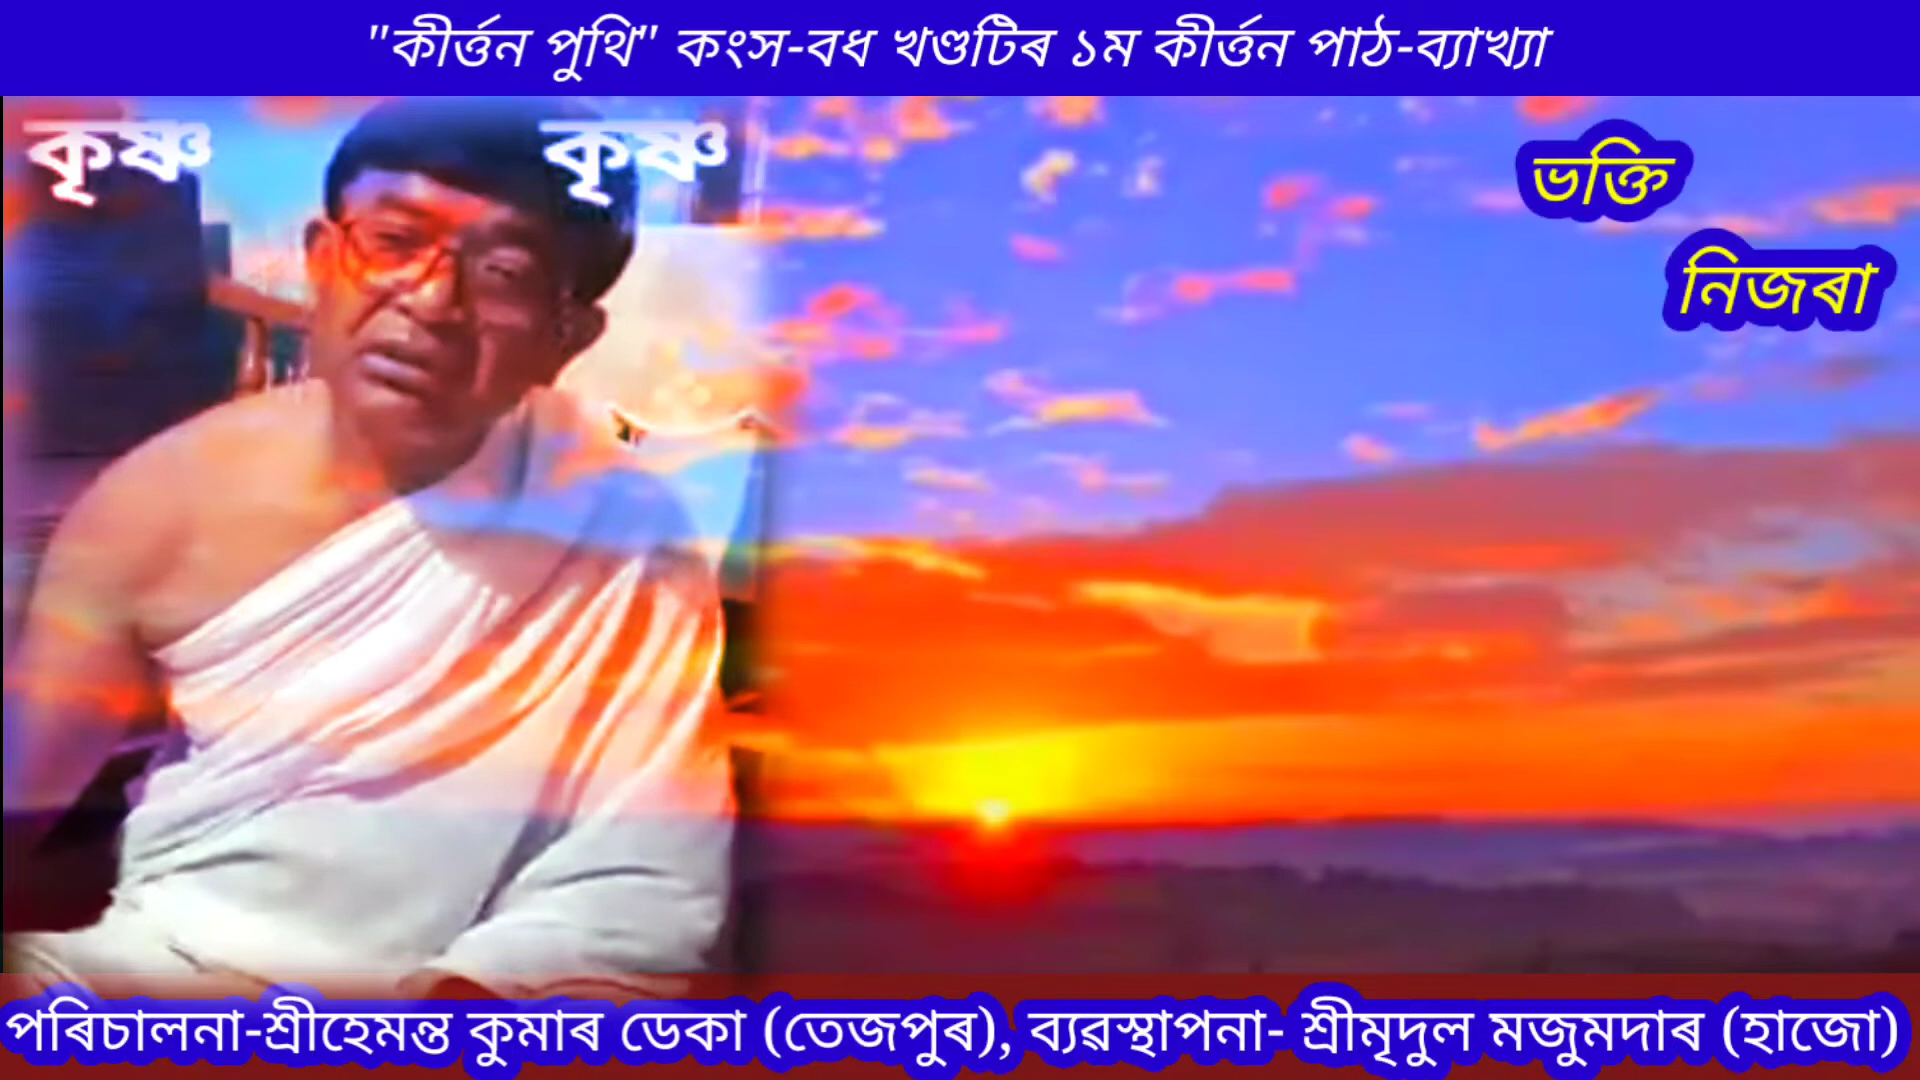 "কীৰ্ত্তন পুথি" কংস-বধ খণ্ডটিৰ ১ম কীৰ্ত্তন পাঠ-ব্যাখ্যা
কৃষ্ণ কৃষ্ণ
ভক্তি
নিজৰা
পৰিচালনা-শ্ৰীহেমন্ত কুমাৰ ডেকা (তেজপুৰ), ব্যৱস্থাপনা- শ্ৰীমৃদুল মজুমদাৰ (হাজো)